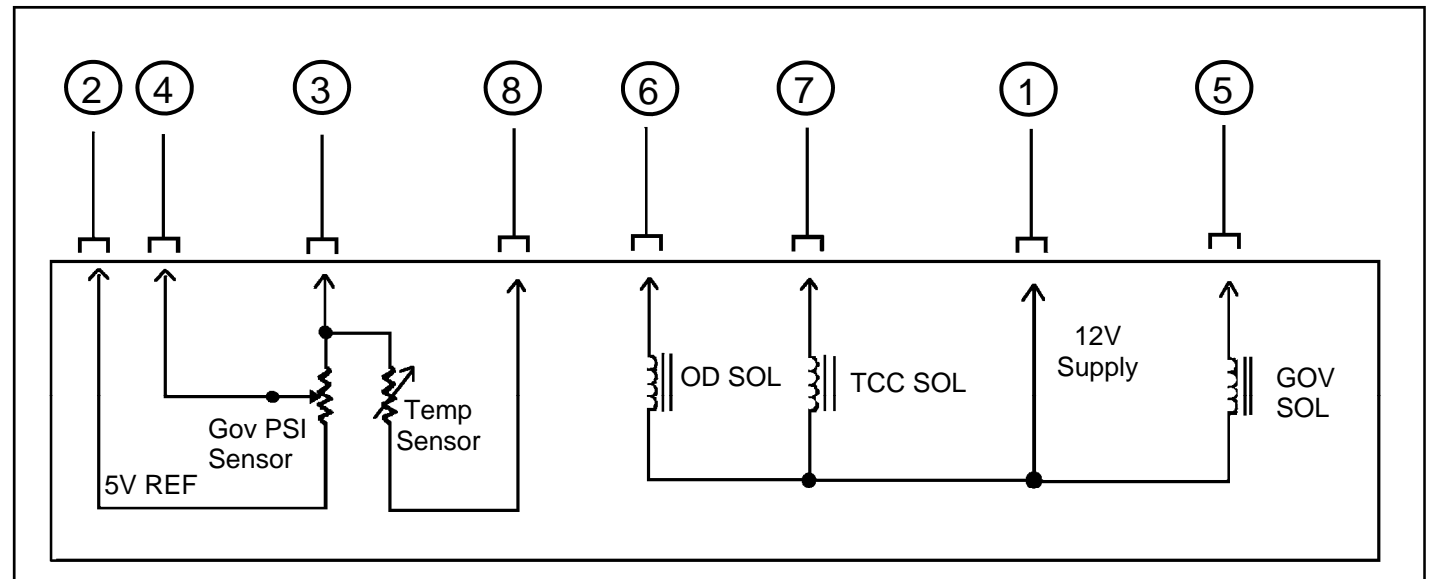 2 4 3 8 6 7 1 5
12V
Supply
OD SOL
TCC SOL
GOV
SOL
Temp
Sensor
Gov PSI
Sensor
5V REF